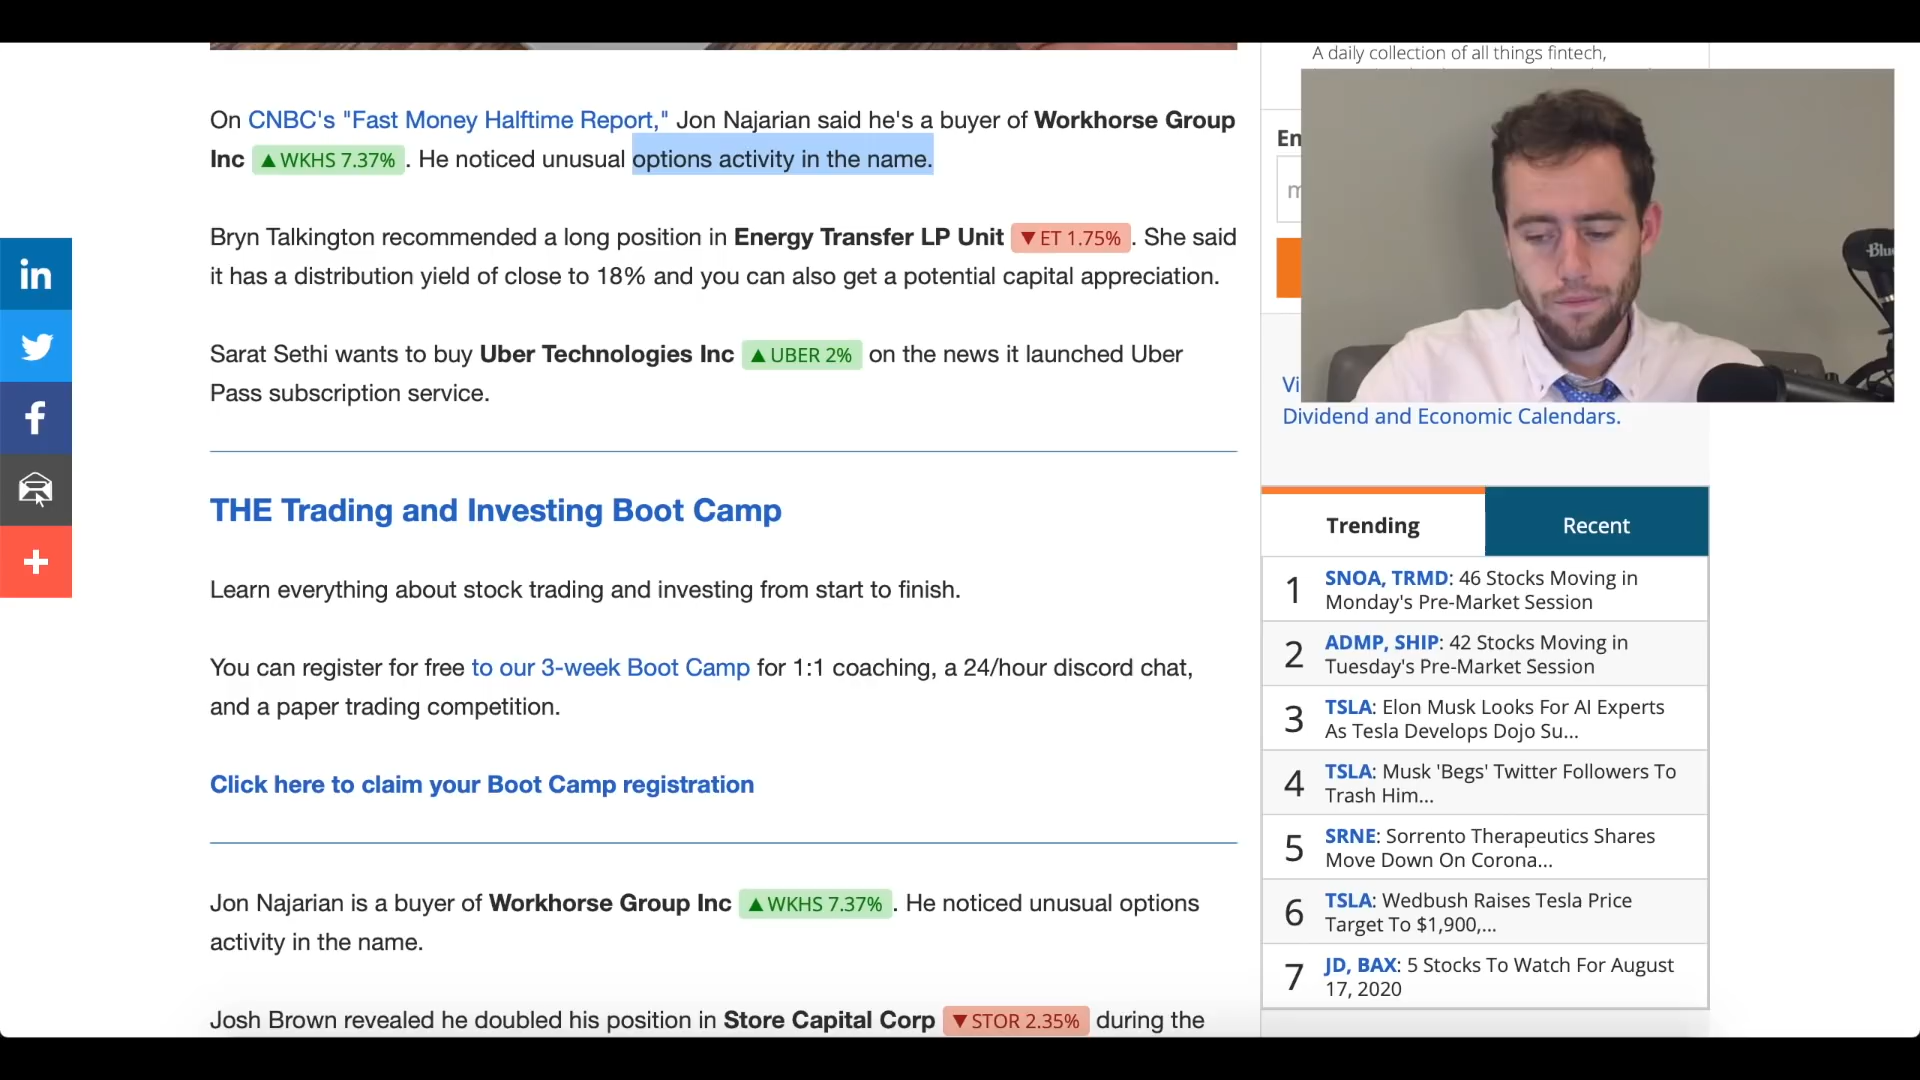 A daily collection of all things fintech,
On CNBC's "Fast Money Halftime Report," Jon Najarian said he's a buyer of Workhorse Group
Inc ▲ WKHS 7.37% . He noticed unusual options activity in the name.
Bryn Talkington recommended a long position in Energy Transfer LP Unit ▼ ET 1.75% . She said
it has a distribution yield of close to 18% and you can also get a potential capital appreciation.
Sarat Sethi wants to buy Uber Technologies Inc ▲ UBER 2% on the news it launched Uber
Pass subscription service.
THE Trading and Investing Boot Camp
Learn everything about stock trading and investing from start to finish.
You can register for free to our 3-week Boot Camp for 1:1 coaching, a 24/hour discord chat,
and a paper trading competition.
Click here to claim your Boot Camp registration
Jon Najarian is a buyer of Workhorse Group Inc ▲ WKHS 7.37% . He noticed unusual options
activity in the name.
Josh Brown revealed he doubled his position in Store Capital Corp ▼ STOR 2.35% during the
in
f
+
Blue
Dividend and Economic Calendars.
Trending
Recent
1 SNOA, TRMD: 46 Stocks Moving in
Monday's Pre-Market Session
2 ADMP, SHIP: 42 Stocks Moving in
Tuesday's Pre-Market Session
3 TSLA: Elon Musk Looks For AI Experts
As Tesla Develops Dojo Su...
4 TSLA: Musk 'Begs' Twitter Followers To
Trash Him...
5 SRNE: Sorrento Therapeutics Shares
Move Down On Corona...
6 TSLA: Wedbush Raises Tesla Price
Target To $1,900,...
7 JD, BAX: 5 Stocks To Watch For August
17, 2020